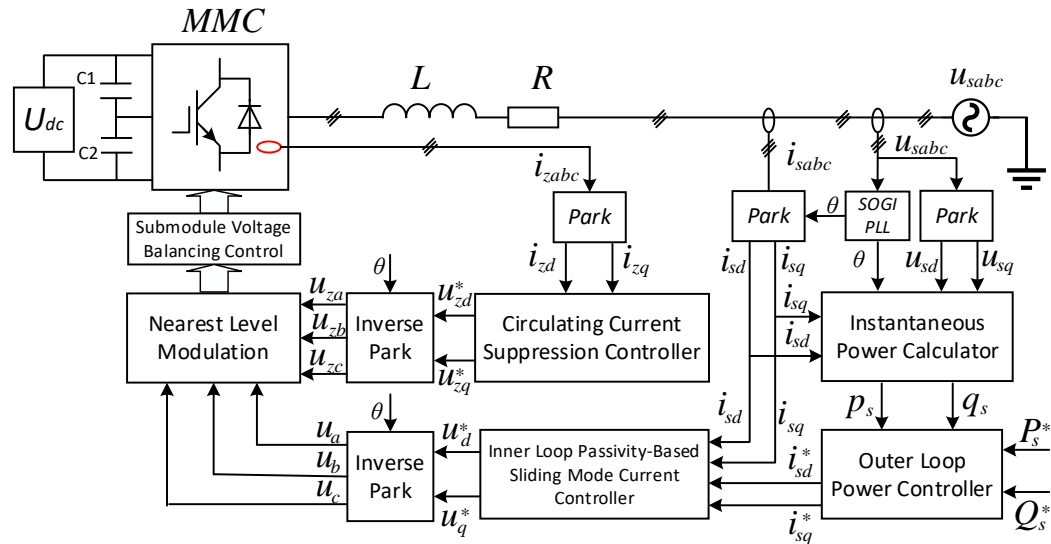 MMC
C1
C2
U_dc
L
R
u_sabc
i_sabc
u_sabc
i_zabc
Park
Park
θ
SOGI
PLL
Park
Submodule Voltage
Balancing Control
i_zd
i_zq
i_sd
i_sq
θ
u_sd
u_sq
Nearest Level
Modulation
u_za
u_zb
u_zc
θ
Inverse
Park
u*_zd
u*_zq
Circulating Current
Suppression Controller
i_sq
i_sd
Instantaneous
Power Calculator
p_s
q_s
i_sd
i_sq
u_a
u_b
u_c
θ
Inverse
Park
u*_d
u*_q
Inner Loop Passivity-Based
Sliding Mode Current
Controller
i*_sd
i*_sq
Outer Loop
Power Controller
P*_s
Q*_s